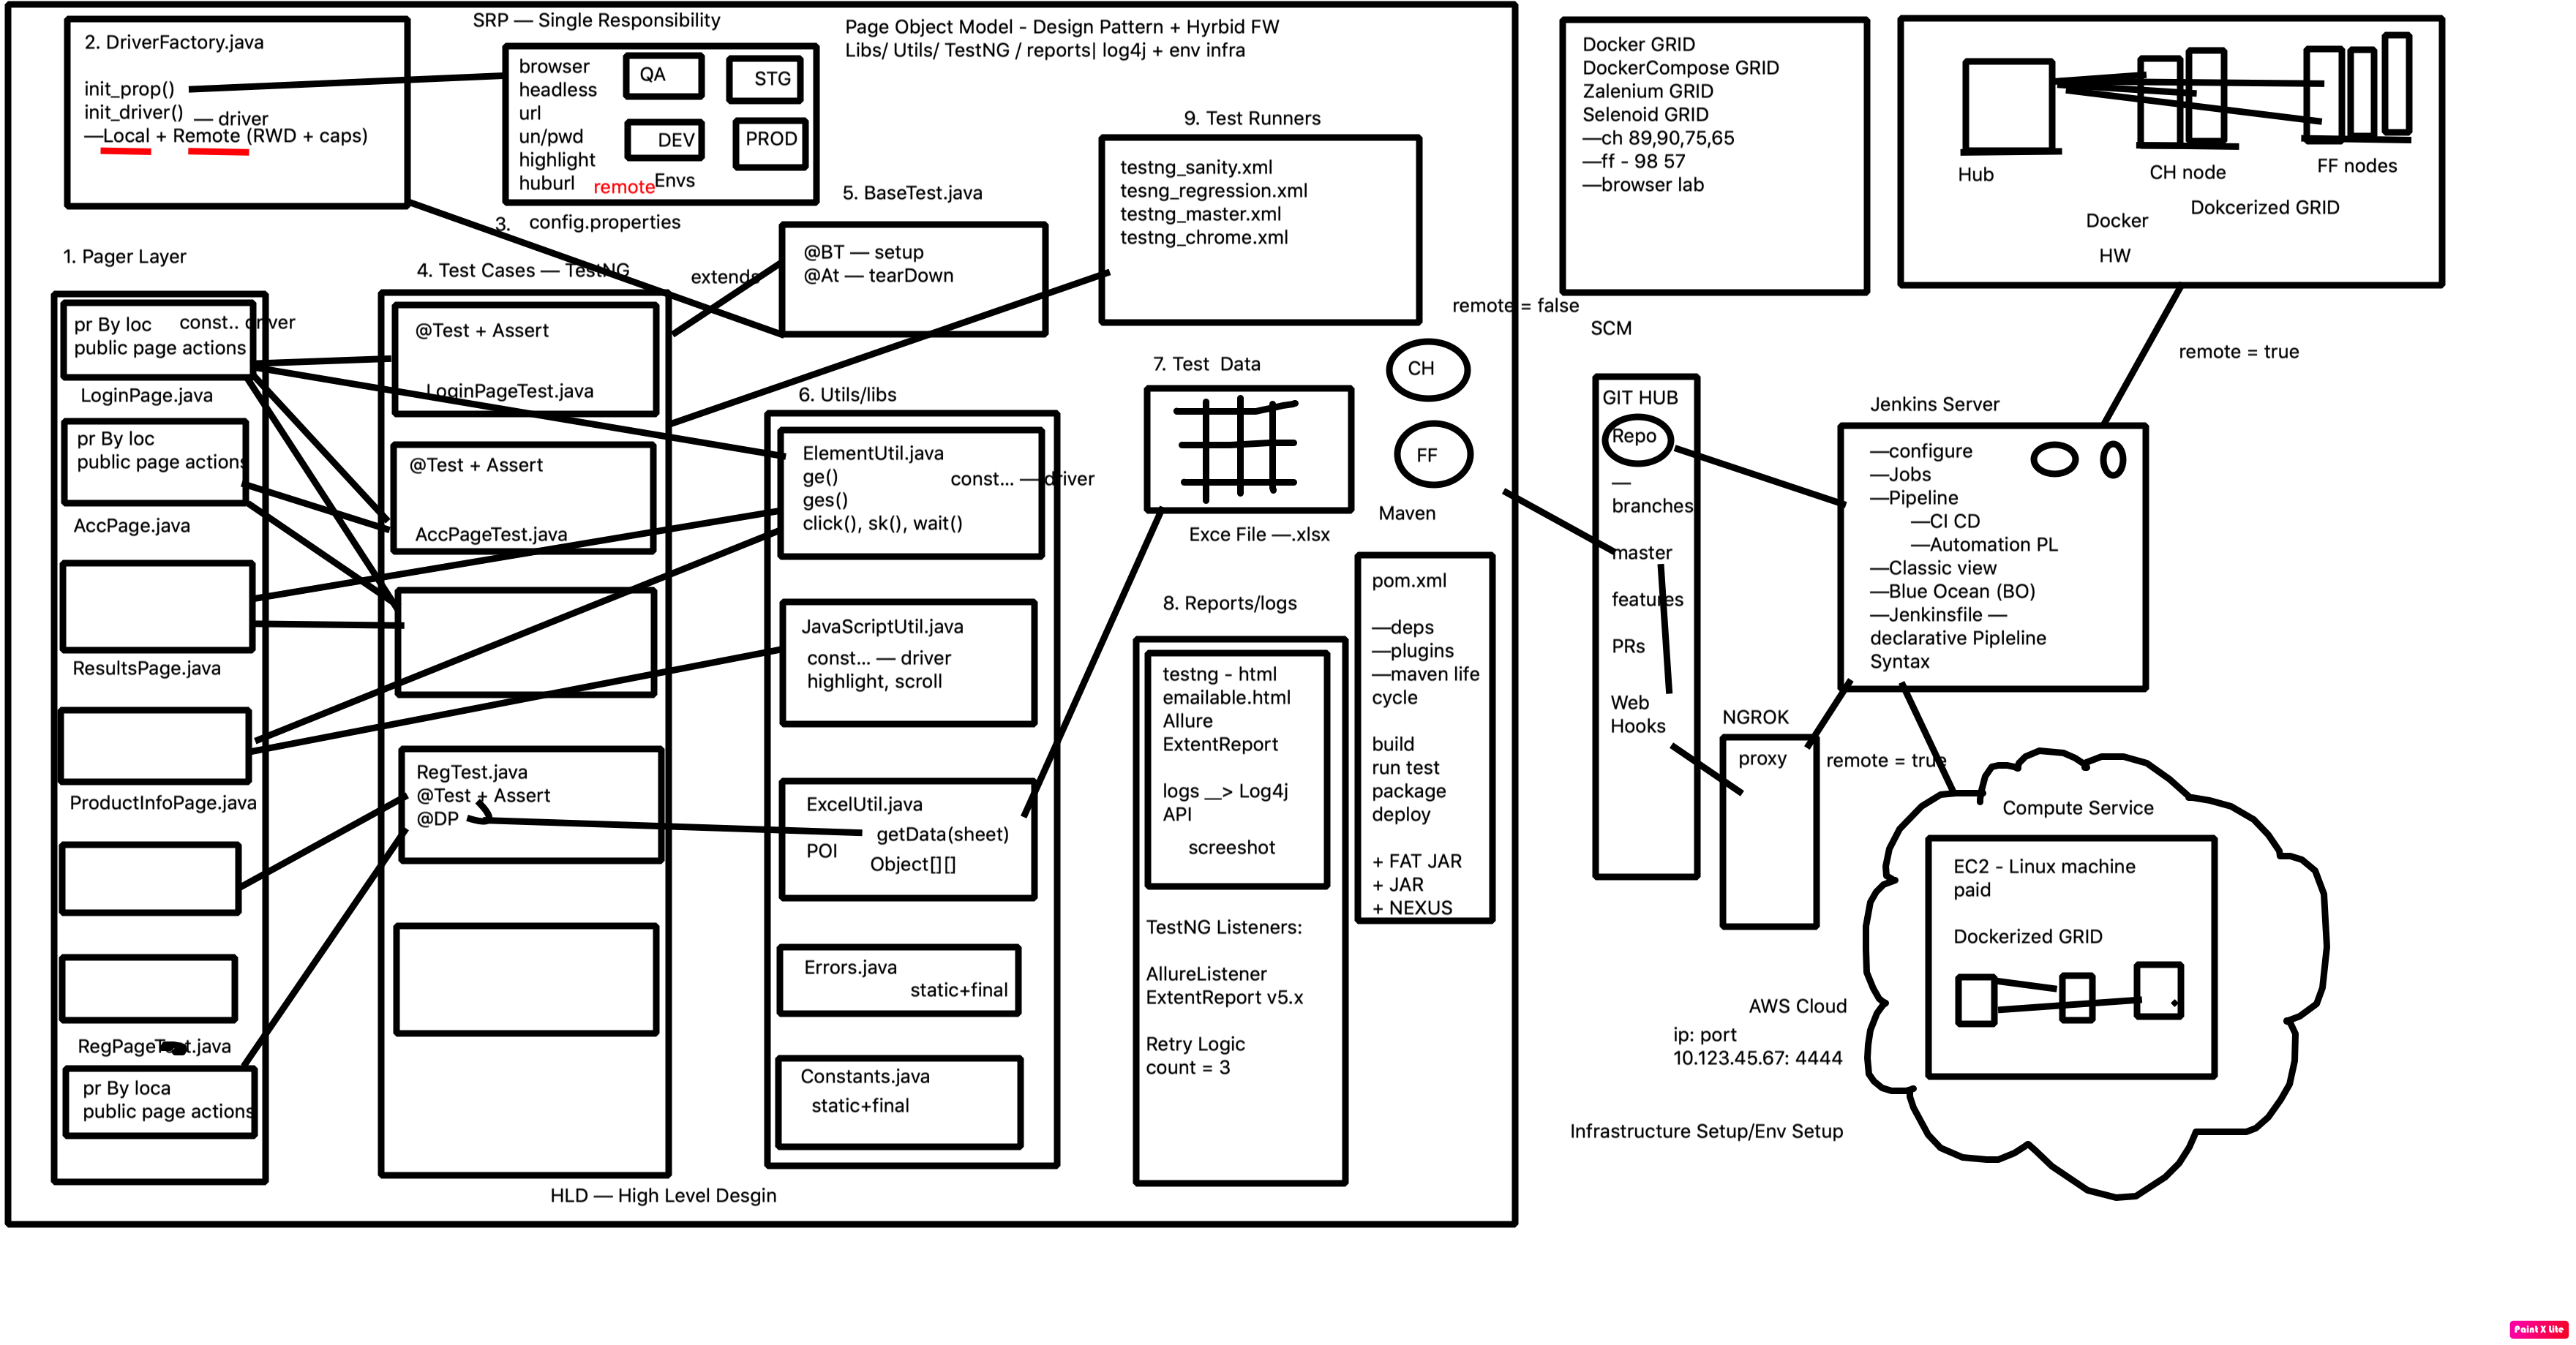 SRP — Single Responsibility
Page Object Model - Design Pattern + Hyrbid FW
Libs/ Utils/ TestNG / reports| log4j + env infra
2. DriverFactory.java
init_prop()
init_driver()
— driver
—Local + Remote (RWD + caps)
browser
headless
url
un/pwd
highlight
huburl
remote
QA
STG
DEV
PROD
Envs
3.
config.properties
1. Pager Layer
pr By loc
const.. driver
public page actions
LoginPage.java
pr By loc
public page actions
AccPage.java
ResultsPage.java
ProductInfoPage.java
RegPageTest.java
pr By loca
public page actions
4. Test Cases — TestNG
@Test + Assert
LoginPageTest.java
@Test + Assert
AccPageTest.java
RegTest.java
@Test + Assert
@DP
HLD — High Level Desgin
extends
5. BaseTest.java
@BT — setup
@At — tearDown
6. Utils/libs
ElementUtil.java
ge()
const... — driver
ges()
click(), sk(), wait()
JavaScriptUtil.java
const... — driver
highlight, scroll
ExcelUtil.java
getData(sheet)
POI
Object[][]
Errors.java
static+final
Constants.java
static+final
9. Test Runners
testng_sanity.xml
tesng_regression.xml
testng_master.xml
testng_chrome.xml
7. Test  Data
Exce File —.xlsx
8. Reports/logs
testng - html
emailable.html
Allure
ExtentReport
logs __> Log4j
API
screeshot
TestNG Listeners:
AllureListener
ExtentReport v5.x
Retry Logic
count = 3
CH
FF
Maven
pom.xml
—deps
—plugins
—maven life
cycle
build
run test
package
deploy
+ FAT JAR
+ JAR
+ NEXUS
remote = false
Docker GRID
DockerCompose GRID
Zalenium GRID
Selenoid GRID
—ch 89,90,75,65
—ff - 98 57
—browser lab
SCM
GIT HUB
Repo
—
branches
master
features
PRs
Web
Hooks
NGROK
proxy
Hub
CH node
FF nodes
Dokcerized GRID
Docker
HW
remote = true
Jenkins Server
—configure
—Jobs
—Pipeline
—CI CD
—Automation PL
—Classic view
—Blue Ocean (BO)
—Jenkinsfile —
declarative Pipleline
Syntax
remote = true
Compute Service
EC2 - Linux machine
paid
Dockerized GRID
AWS Cloud
ip: port
10.123.45.67: 4444
Infrastructure Setup/Env Setup
Paint X Lite